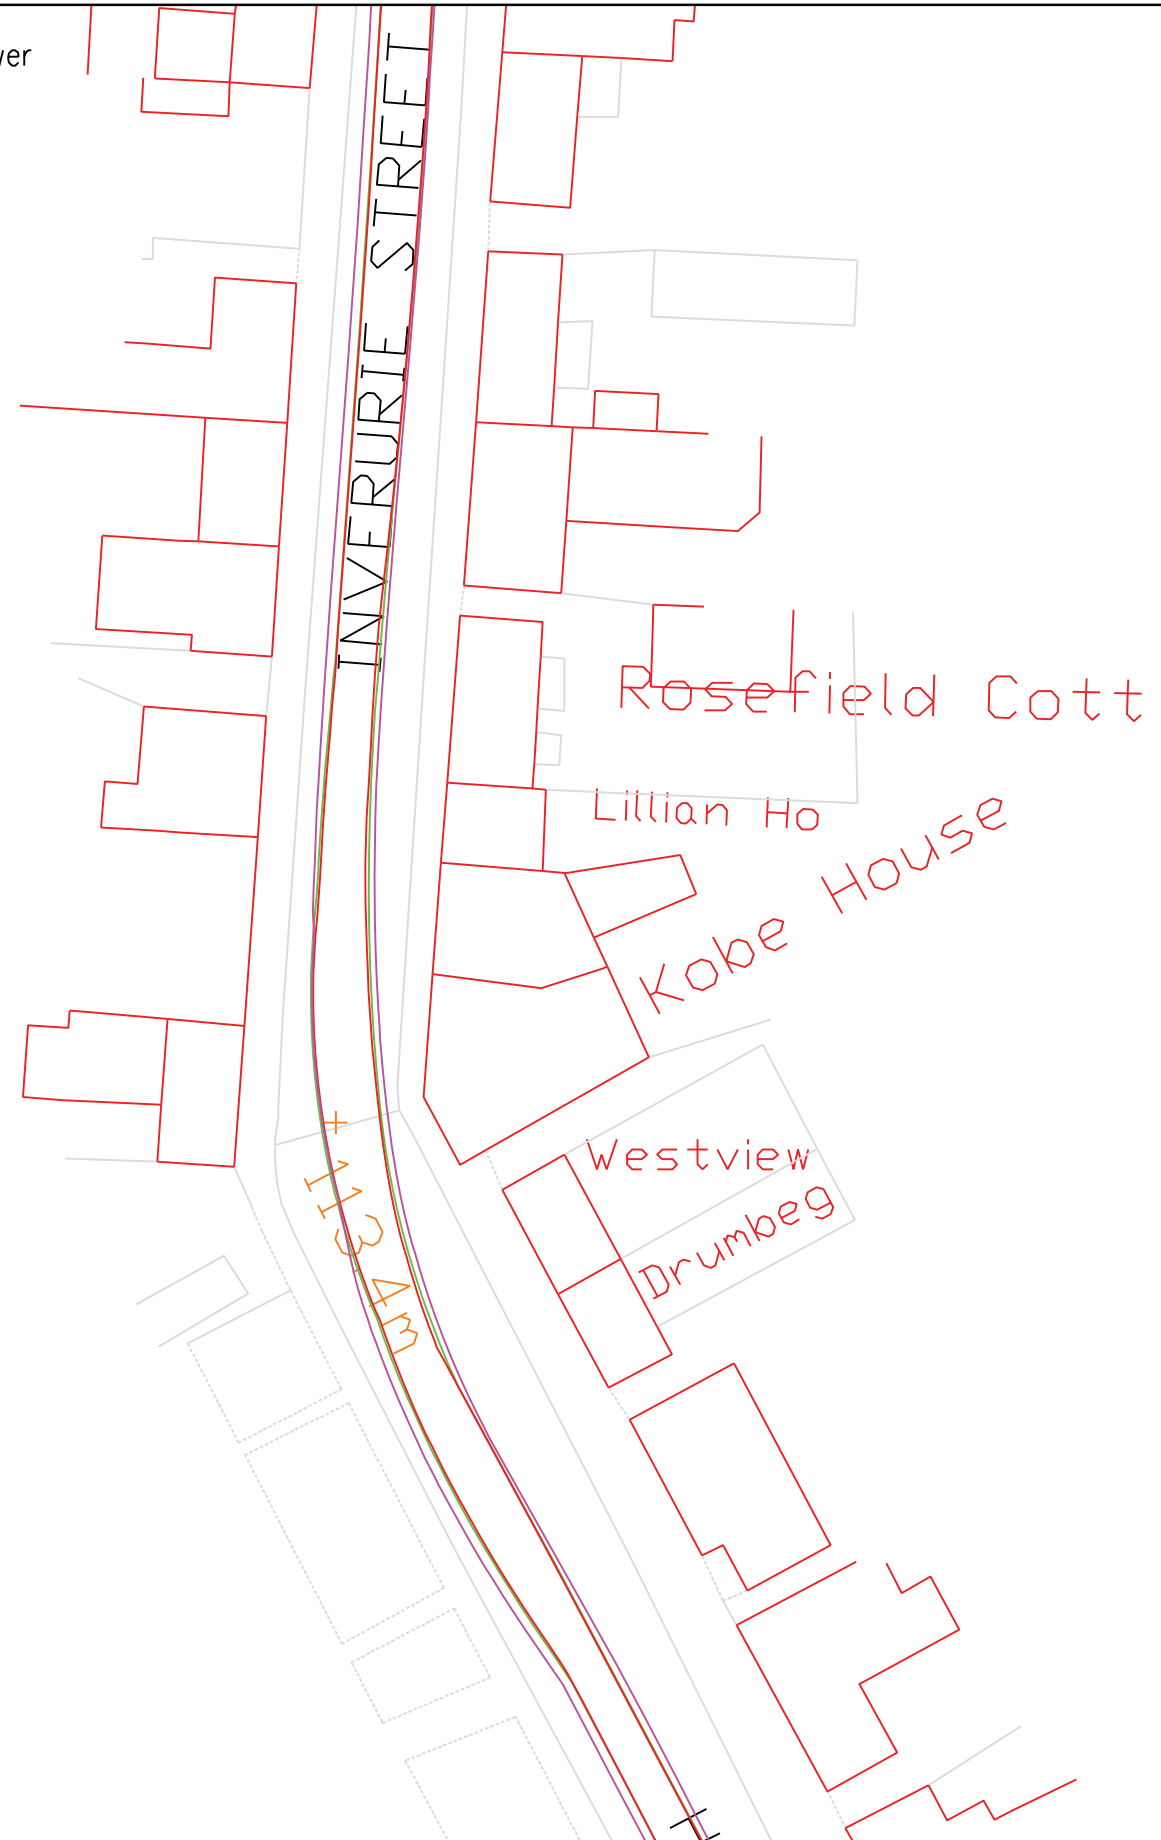 ver
INVERURIE STREET
Rosefield Cott
Lillian Ho
Kobe House
Westview
Drumbeg
+
113.4m